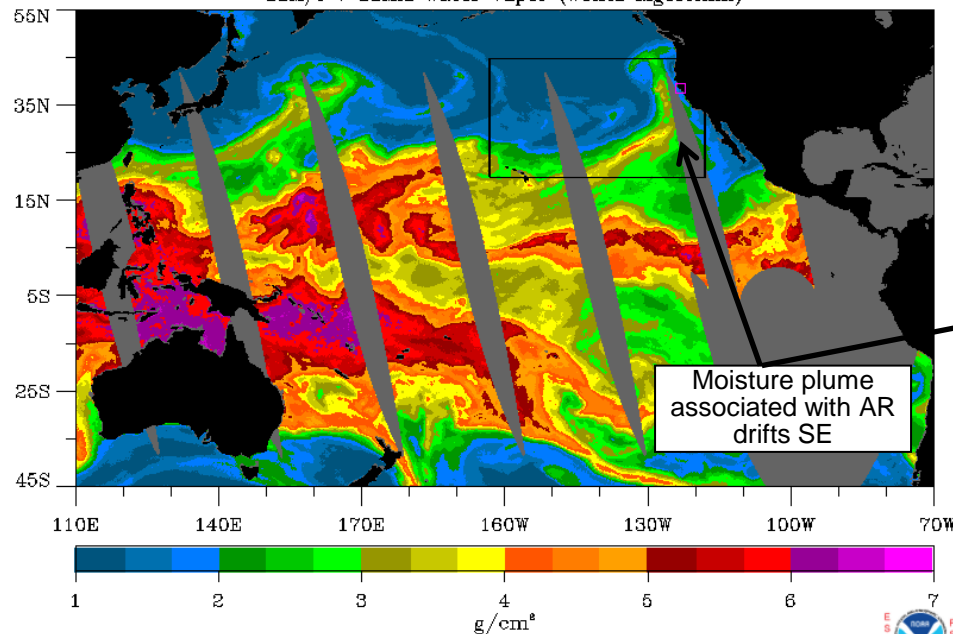 55N
35N
15N
5S
25S
45S
Moisture plume
associated with AR
drifts SE
110E 140E 170E 160W 130W 100W 70W
1 2 3 4 5 6 7
g/cm²
NOAA
E
S